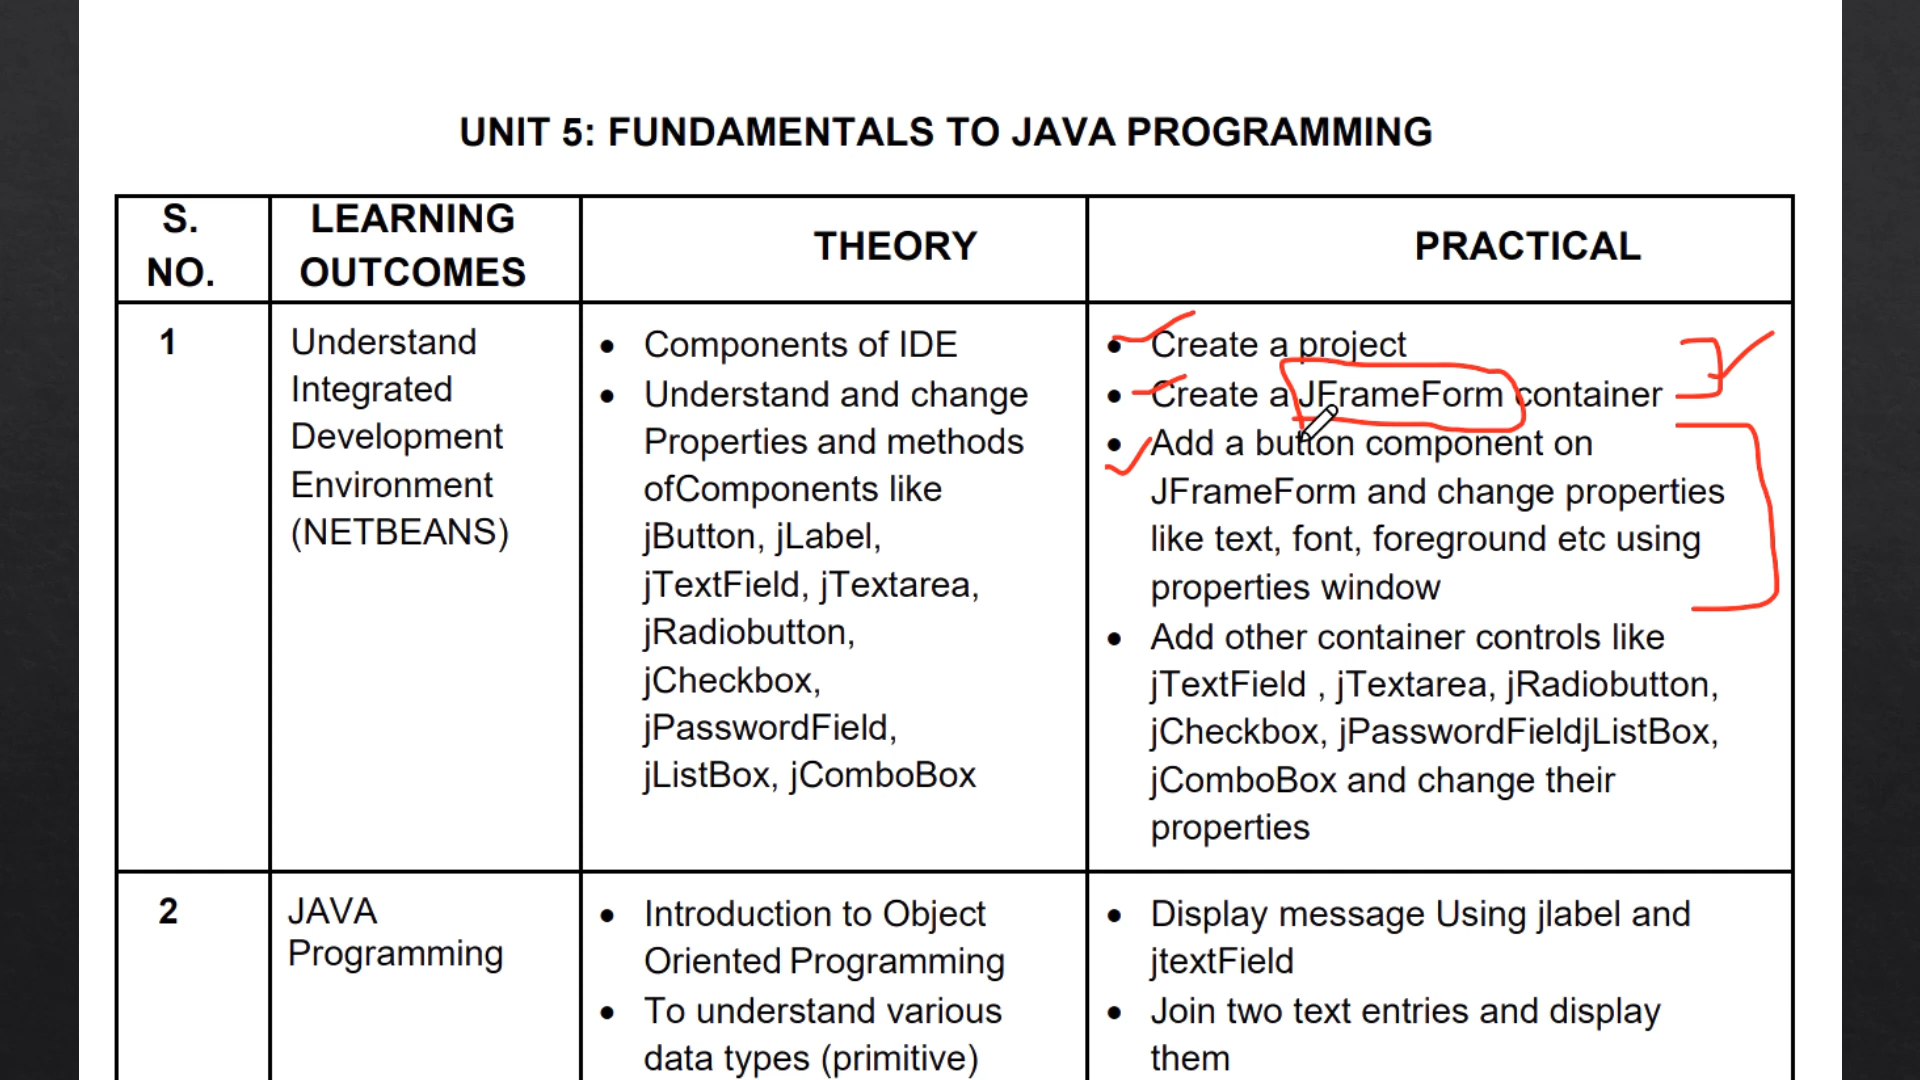 UNIT 5: FUNDAMENTALS TO JAVA PROGRAMMING
S.
NO.
LEARNING
OUTCOMES
THEORY
PRACTICAL
1
Understand
Integrated
Development
Environment
(NETBEANS)
• Components of IDE
• Understand and change
Properties and methods
ofComponents like
jButton, jLabel,
jTextField, jTextarea,
jRadiobutton,
jCheckbox,
jPasswordField,
jListBox, jComboBox
• Create a project
• Create a JFrameForm container
• Add a button component on
JFrameForm and change properties
like text, font, foreground etc using
properties window
• Add other container controls like
jTextField , jTextarea, jRadiobutton,
jCheckbox, jPasswordFieldjListBox,
jComboBox and change their
properties
2
JAVA
Programming
• Introduction to Object
Oriented Programming
• To understand various
data types (primitive)
• Display message Using jlabel and
jtextField
• Join two text entries and display
them